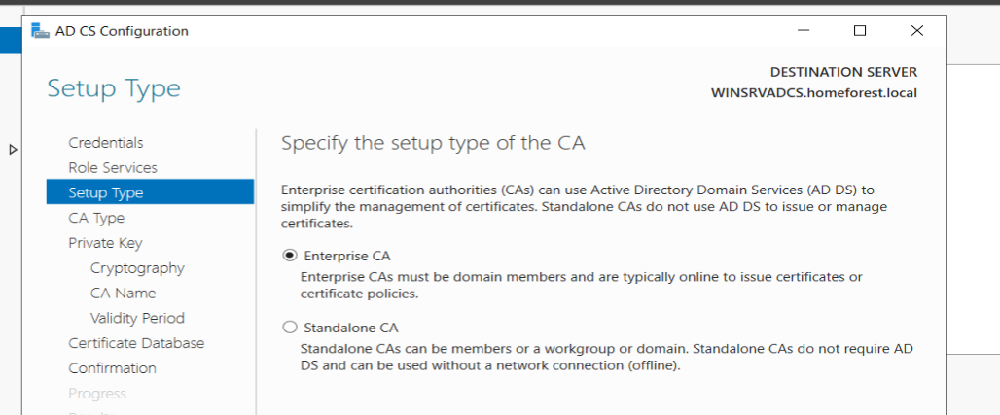 AD CS Configuration
DESTINATION SERVER
WINSRVADCS.homeforest.local
Setup Type
Credentials
Role Services
Setup Type
CA Type
Private Key
Cryptography
CA Name
Validity Period
Certificate Database
Confirmation
Progress
Specify the setup type of the CA
Enterprise certification authorities (CAs) can use Active Directory Domain Services (AD DS) to
simplify the management of certificates. Standalone CAs do not use AD DS to issue or manage
certificates.
Enterprise CA
Enterprise CAs must be domain members and are typically online to issue certificates or
certificate policies.
Standalone CA
Standalone CAs can be members or a workgroup or domain. Standalone CAs do not require AD
DS and can be used without a network connection (offline).